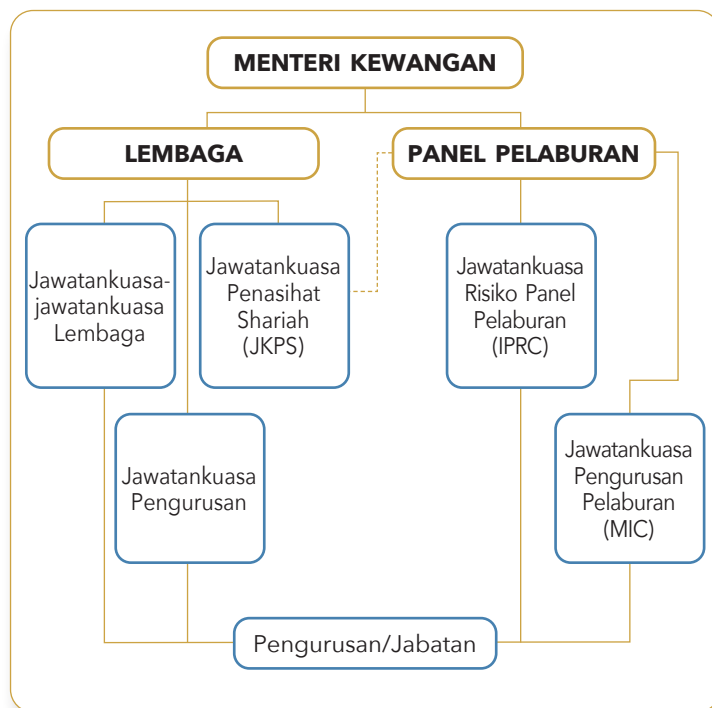 MENTERI KEWANGAN
LEMBAGA
PANEL PELABURAN
Jawatankuasa-
jawatankuasa
Lembaga
Jawatankuasa
Penasihat
Shariah
(JKPS)
Jawatankuasa
Risiko Panel
Pelaburan
(IPRC)
Jawatankuasa
Pengurusan
Jawatankuasa
Pengurusan
Pelaburan
(MIC)
Pengurusan/Jabatan